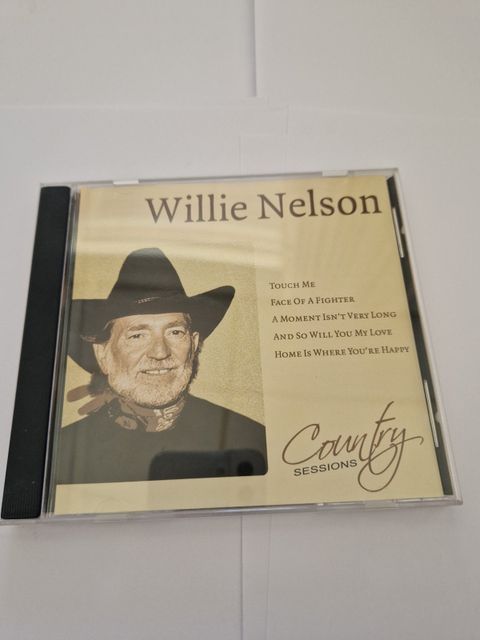 Willie Nelson
Touch Me
Face Of A Fighter
A Moment Isn't Very Long
And So Will You My Love
Home Is Where You're Happy
Country
SESSIONS